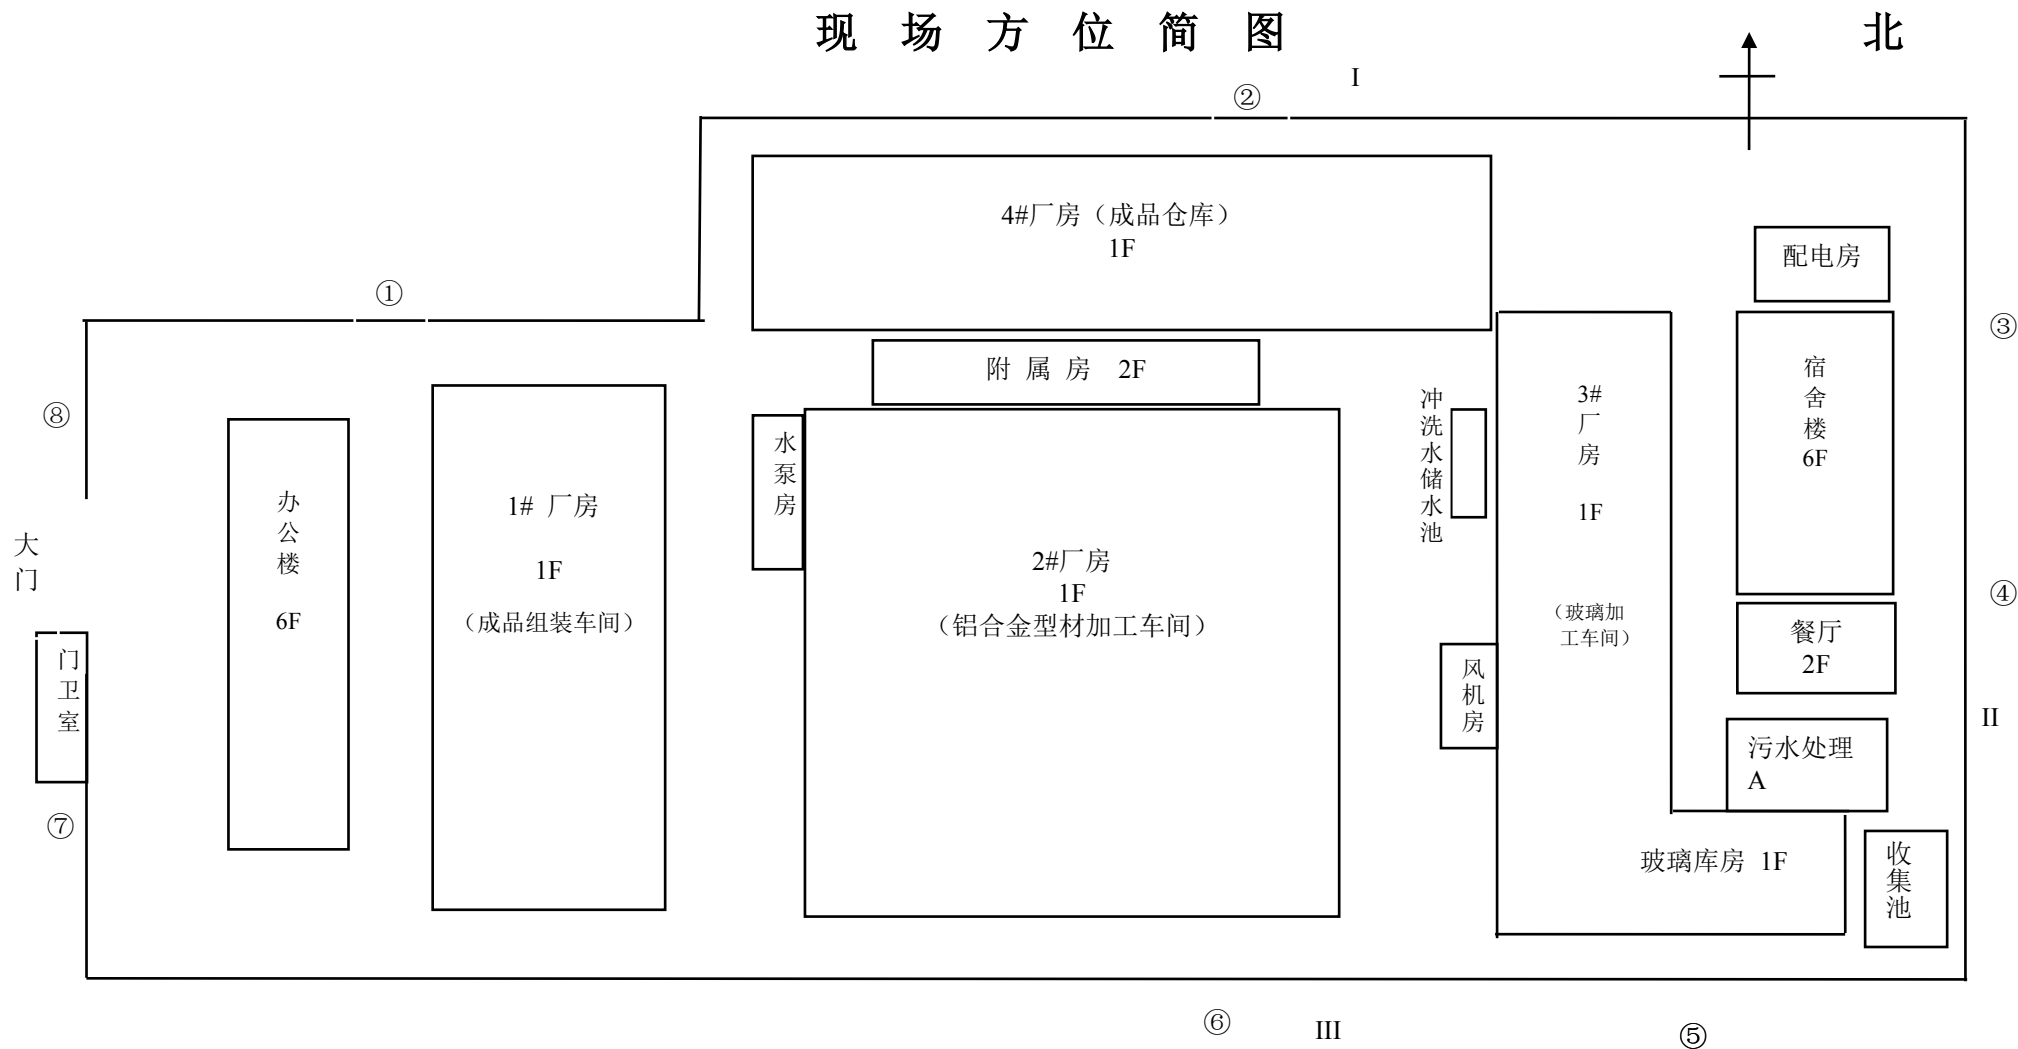 现 场 方 位 简 图
北
I
②
4#厂房（成品仓库）
1F
配电房
①
③
附 属 房 2F
宿舍楼
6F
⑧
冲洗水储水池
3#
厂房
1F
水泵房
办公楼
6F
1# 厂房
1F
（成品组装车间）
大门
2#厂房
1F
（铝合金型材加工车间）
④
（玻璃加
工车间）
餐厅
2F
门卫室
风机房
II
污水处理
A
⑦
玻璃库房 1F
收集池
⑥
III
⑤